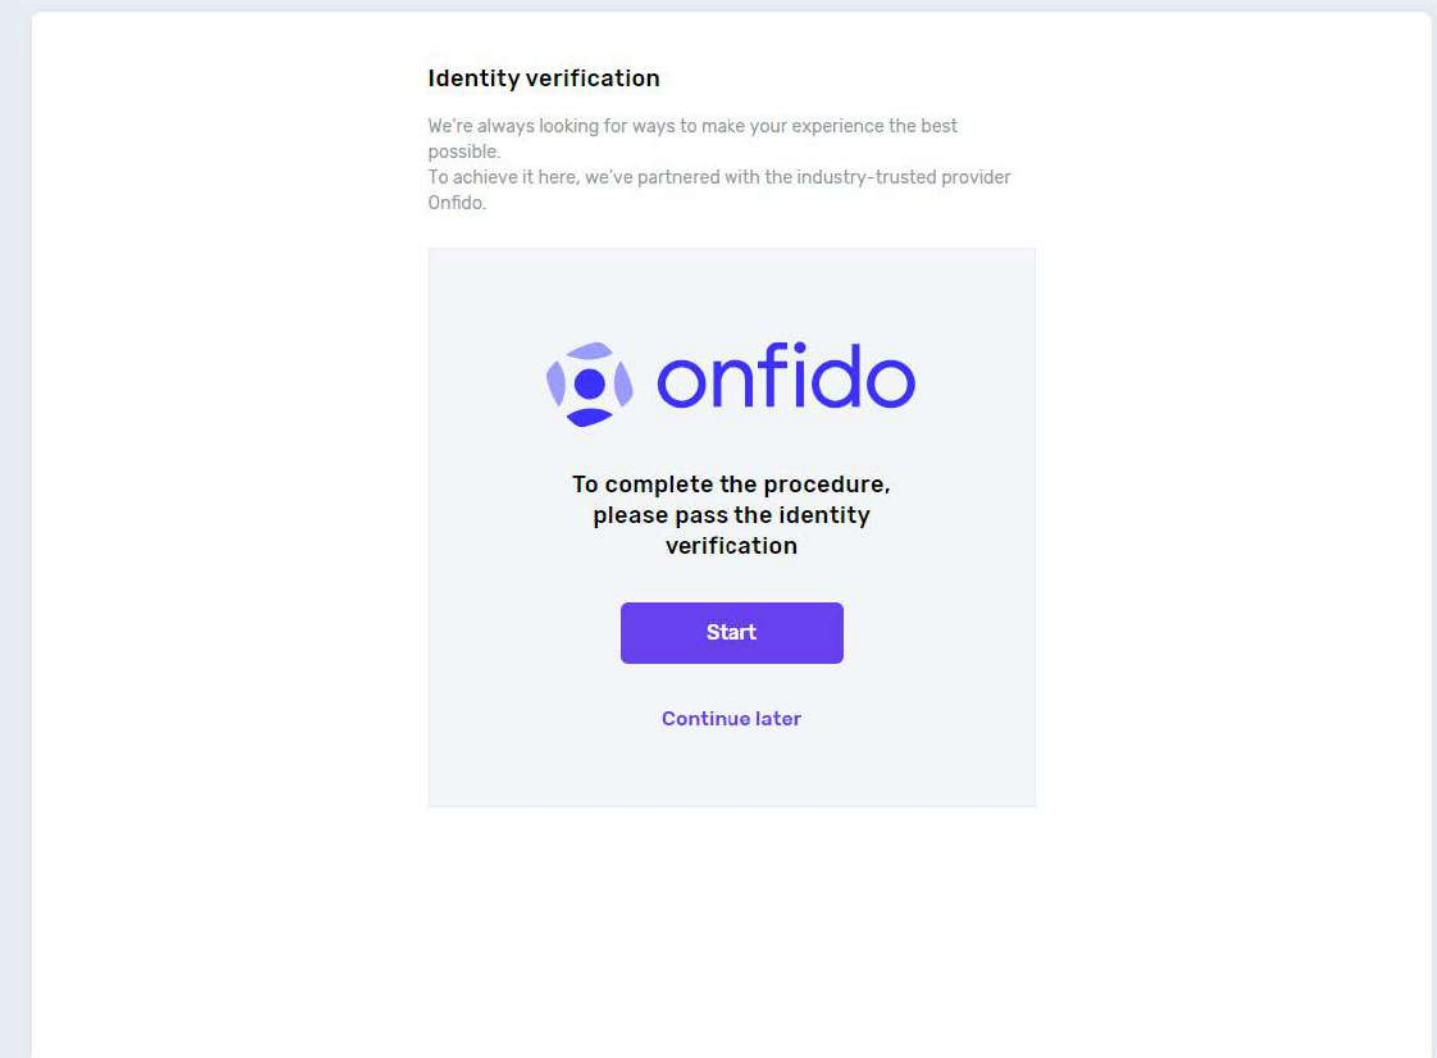 Identity verification
We're always looking for ways to make your experience the best
possible.
To achieve it here, we've partnered with the industry-trusted provider
Onfido.
onfido
To complete the procedure,
please pass the identity
verification
Start
Continue later